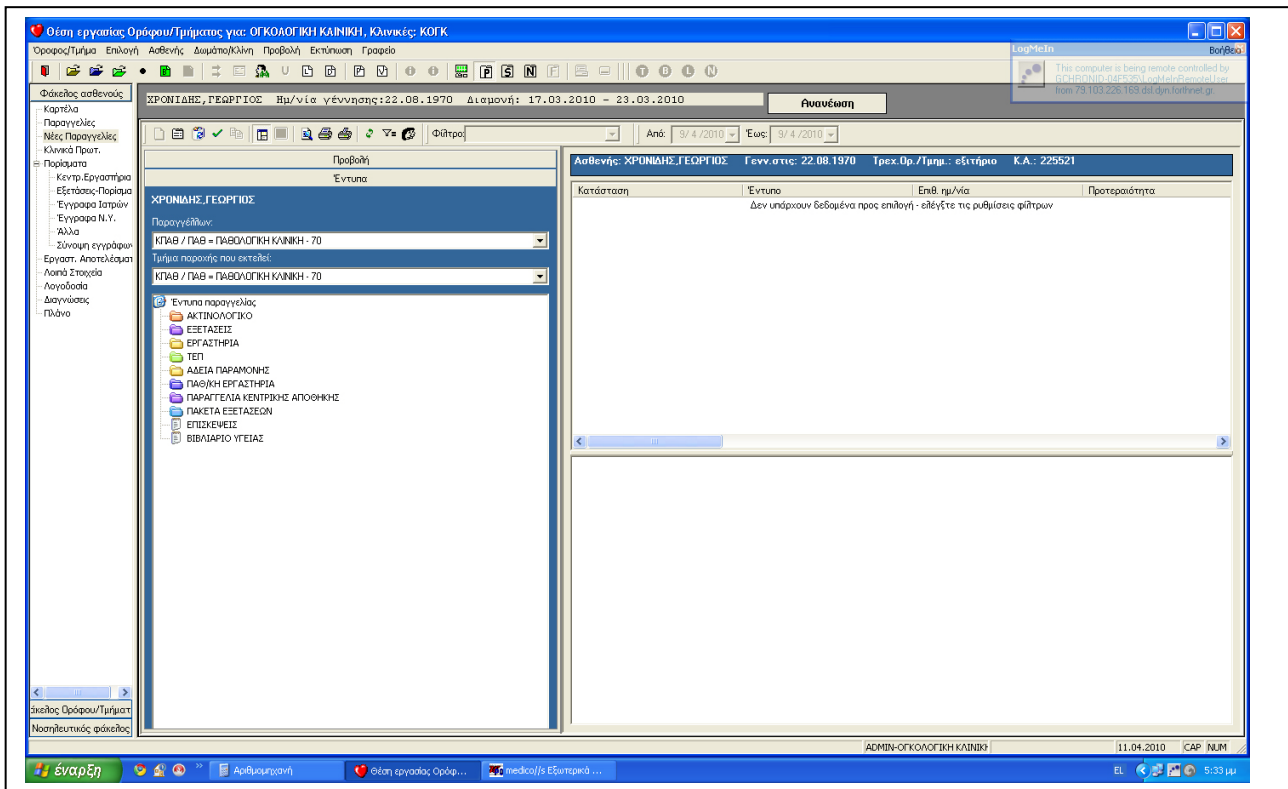 Θέση εργασίας Ορόφου/Τμήματος για: ΟΓΚΟΛΟΓΙΚΗ ΚΛΙΝΙΚΗ, Κλινικές: ΚΟΓΚ
Όροφος/Τμήμα Επιλογή Ασθενής Δωμάτιο/Κλίνη Προβολή Εκτύπωση Γραφείο Βοήθεια
LogMeIn
This computer is being remote controlled by
GCHRONID-04F535\LogMeInRemoteUser
from 79.103.226.169.dsl.dyn.forthnet.gr.
Φάκελος ασθενούς
Καρτέλα
Παραγγελίες
Νέες Παραγγελίες
Κλινικά Πρωτ.
Πορίσματα
Κεντρ.Εργαστήρια
Εξετάσεις-Πορίσμα
Έγγραφα Ιατρών
Έγγραφα Ν.Υ.
Άλλα
Σύνοψη εγγράφων
Εργαστ. Αποτελέσματ
Λοιπά Στοιχεία
Λογοδοσία
Διαγνώσεις
Πλάνο
άκελος Ορόφου/Τμήματ
Νοσηλευτικός φάκελος
ΧΡΟΝΙΔΗΣ,ΓΕΩΡΓΙΟΣ Ημ/νία γέννησης:22.08.1970 Διαμονή: 17.03.2010 - 23.03.2010
Ανανέωση
Φίλτρο: Από: 9/ 4 /2010 Έως: 9/ 4 /2010
Προβολή
Έντυπα
ΧΡΟΝΙΔΗΣ,ΓΕΩΡΓΙΟΣ
Παραγγέλλων:
ΚΠΑΘ / ΠΑΘ = ΠΑΘΟΛΟΓΙΚΗ ΚΛΙΝΙΚΗ - 70
Τμήμα παροχής που εκτελεί:
ΚΠΑΘ / ΠΑΘ = ΠΑΘΟΛΟΓΙΚΗ ΚΛΙΝΙΚΗ - 70
Έντυπα παραγγελίας
ΑΚΤΙΝΟΛΟΓΙΚΟ
ΕΞΕΤΑΣΕΙΣ
ΕΡΓΑΣΤΗΡΙΑ
ΤΕΠ
ΑΔΕΙΑ ΠΑΡΑΜΟΝΗΣ
ΠΑΘ/ΚΗ ΕΡΓΑΣΤΗΡΙΑ
ΠΑΡΑΓΓΕΛΙΑ ΚΕΝΤΡΙΚΗΣ ΑΠΟΘΗΚΗΣ
ΠΑΚΕΤΑ ΕΞΕΤΑΣΕΩΝ
ΕΠΙΣΚΕΨΕΙΣ
ΒΙΒΛΙΑΡΙΟ ΥΓΕΙΑΣ
Ασθενής: ΧΡΟΝΙΔΗΣ,ΓΕΩΡΓΙΟΣ Γενν.στις: 22.08.1970 Τρεχ.Ορ./Τμημ.: εξιτήριο Κ.Α.: 225521
Κατάσταση Έντυπο Επιθ. ημ/νία Προτεραιότητα
Δεν υπάρχουν δεδομένα προς επιλογή - ελέγξτε τις ρυθμίσεις φίλτρων
ADMIN-ΟΓΚΟΛΟΓΙΚΗ ΚΛΙΝΙΚΗ 11.04.2010 CAP NUM
έναρξη Αριθμομηχανή Θέση εργασίας Ορόφ... medico//s Εξωτερικά ... EL 5:33 μμ